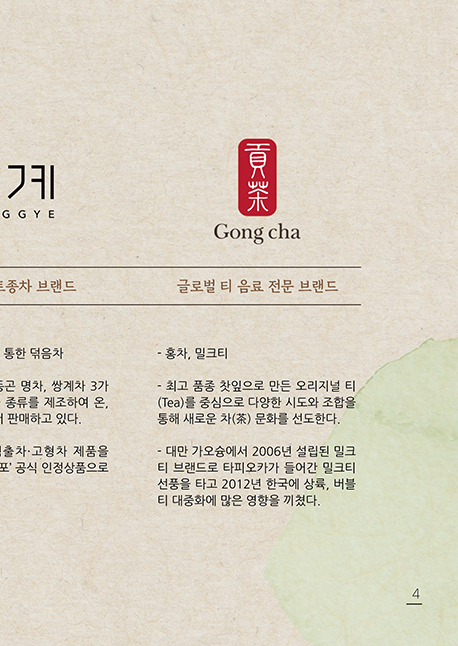 계
GGYE
토종차 브랜드
통한 덖음차
동곤 명차, 쌍계차 3가
종류를 제조하여 온,
판매하고 있다.
침출차·고형차 제품을
공식 인정상품으로
貢茶
Gong cha
글로벌 티 음료 전문 브랜드
- 홍차, 밀크티
- 최고 품종 찻잎으로 만든 오리지널 티
(Tea)를 중심으로 다양한 시도와 조합을
통해 새로운 차(茶) 문화를 선도한다.
- 대만 가오슝에서 2006년 설립된 밀크
티 브랜드로 타피오카가 들어간 밀크티
선풍을 타고 2012년 한국에 상륙, 버블
티 대중화에 많은 영향을 끼쳤다.
4